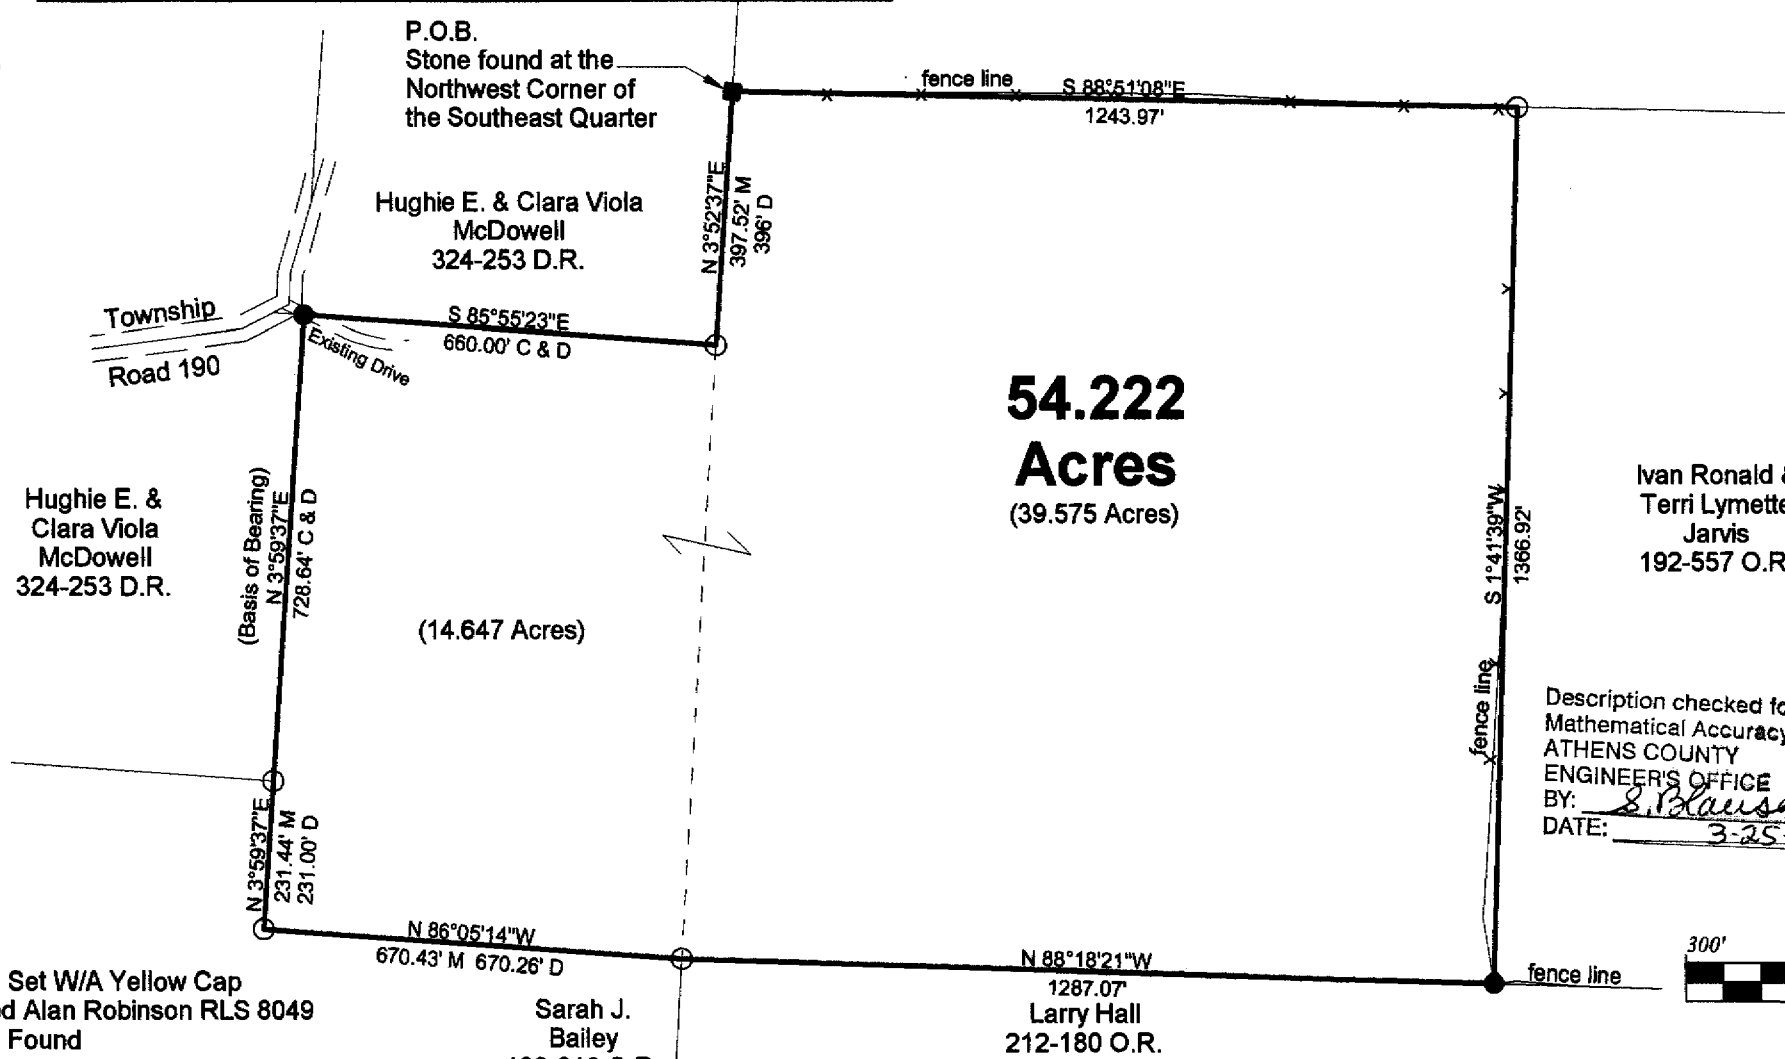 P.O.B.
Stone found at the
Northwest Corner of
the Southeast Quarter
fence line
S 88°51'08"E
1243.97'
Hughie E. & Clara Viola
McDowell
324-253 D.R.
N 3°52'37"E
397.52' M
396' D
Township
Road 190
Existing Drive
S 85°55'23"E
660.00' C & D
54.222
Acres
(39.575 Acres)
Hughie E. &
Clara Viola
McDowell
324-253 D.R.
(Basis of Bearing)
N 3°59'37"E
728.64' C & D
(14.647 Acres)
S 1°41'39"W
1366.92'
fence line
Ivan Ronald &
Terri Lymette
Jarvis
192-557 O.R
Description checked fo
Mathematical Accuracy
ATHENS COUNTY
ENGINEER'S OFFICE
BY: S.
DATE: 3-25-
N 3°59'37"E
231.44' M
231.00' D
N 86°05'14"W
670.43' M 670.26' D
N 88°18'21"W
1287.07'
Larry Hall
212-180 O.R.
fence line
300'
Set W/A Yellow Cap
d Alan Robinson RLS 8049
Found
Sarah J.
Bailey